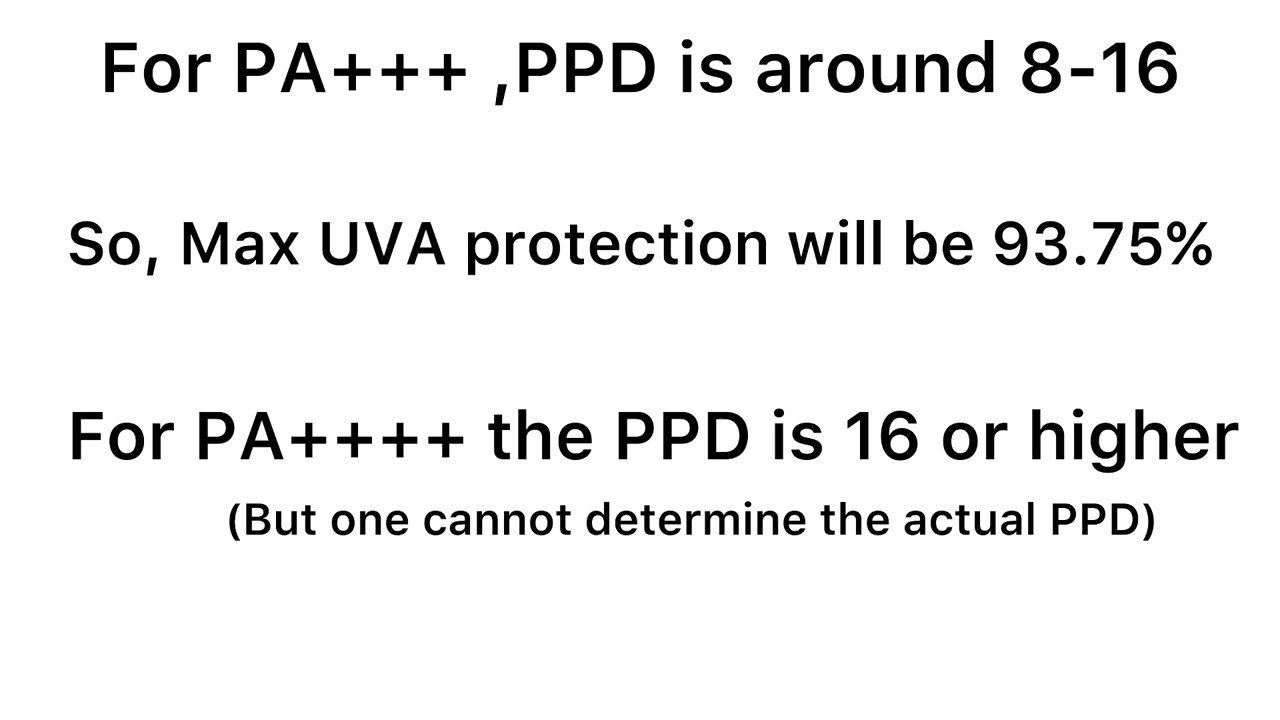 For PA+++ ,PPD is around 8-16
So, Max UVA protection will be 93.75%
For PA++++ the PPD is 16 or higher
(But one cannot determine the actual PPD)